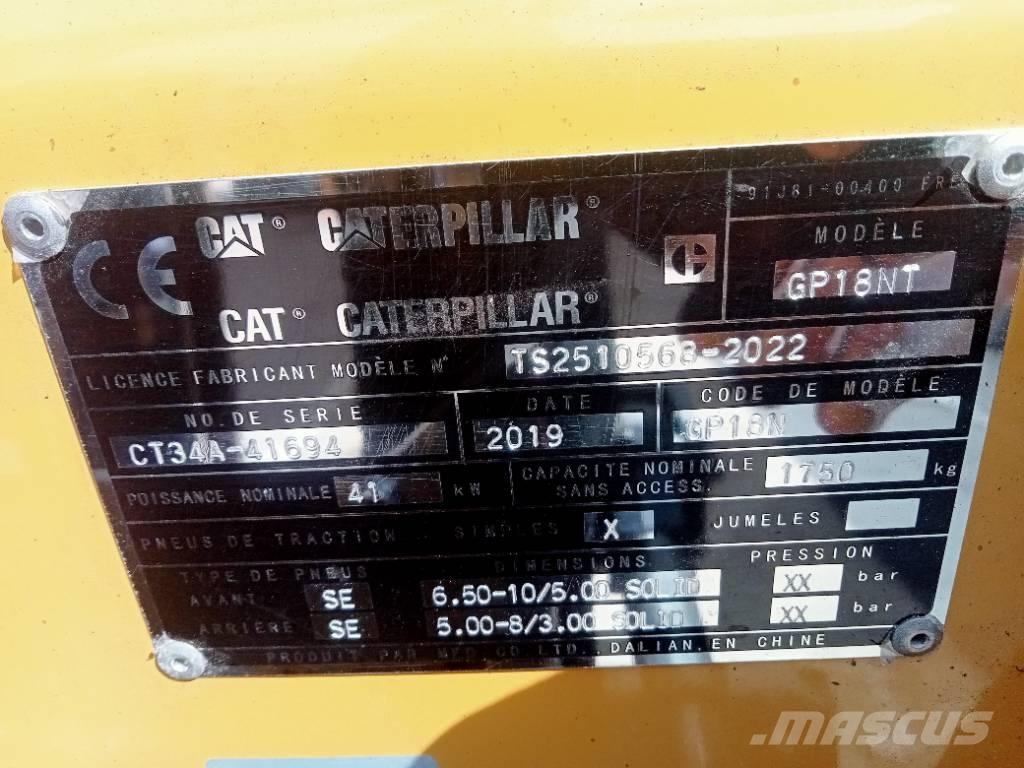 91J81-00400 FRE
CE CAT® CATERPILLAR®
MODÈLE
GP18NT
CAT® CATERPILLAR®
LICENCE FABRICANT MODÈLE N° TS2510568-2022
NO. DE SERIE DATE CODE DE MODÈLE
CT34A-41694 2019 GP18N
PUISSANCE NOMINALE 41 kW CAPACITE NOMINALE SANS ACCESS. 1750 kg
PNEUS DE TRACTION SIMPLES X JUMELES
TYPE DE PNEUS DIMENSIONS PRESSION
AVANT SE 6.50-10/5.00 SOLID XX bar
ARRIÈRE SE 5.00-8/3.00 SOLID XX bar
PRODUIT PAR MFD CO. LTD., DALIAN, EN CHINE
MASCUS